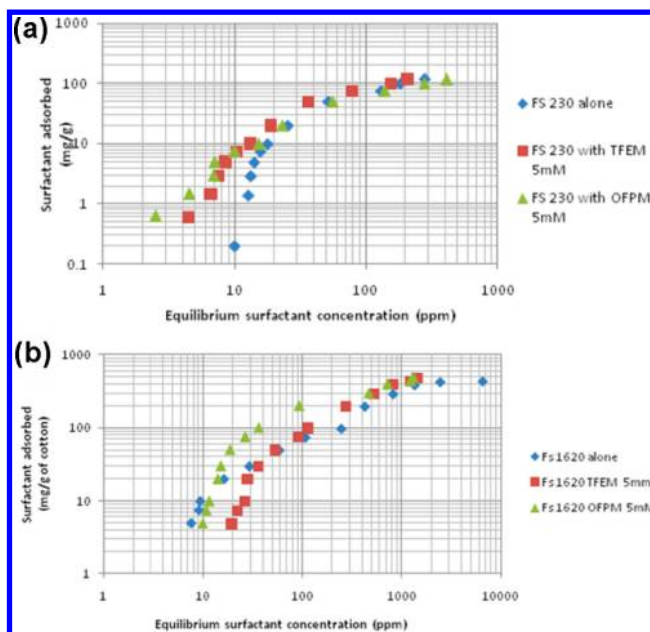 (a)
1000
100
10
1
0.1
Surfactant adsorbed
(mg/g)
1 10 100 1000
Equilibrium surfactant concentration (ppm)
FS 230 alone
FS 230 with TFEM
5mM
FS 230 with OFPM
5mM
(b)
1000
100
10
1
Surfactant adsorbed
(mg/g of cotton)
1 10 100 1000 10000
Equilibrium surfactant concentration (ppm)
Fs1620 alone
Fs1620 TFEM 5mm
Fs1620 OFPM 5mM